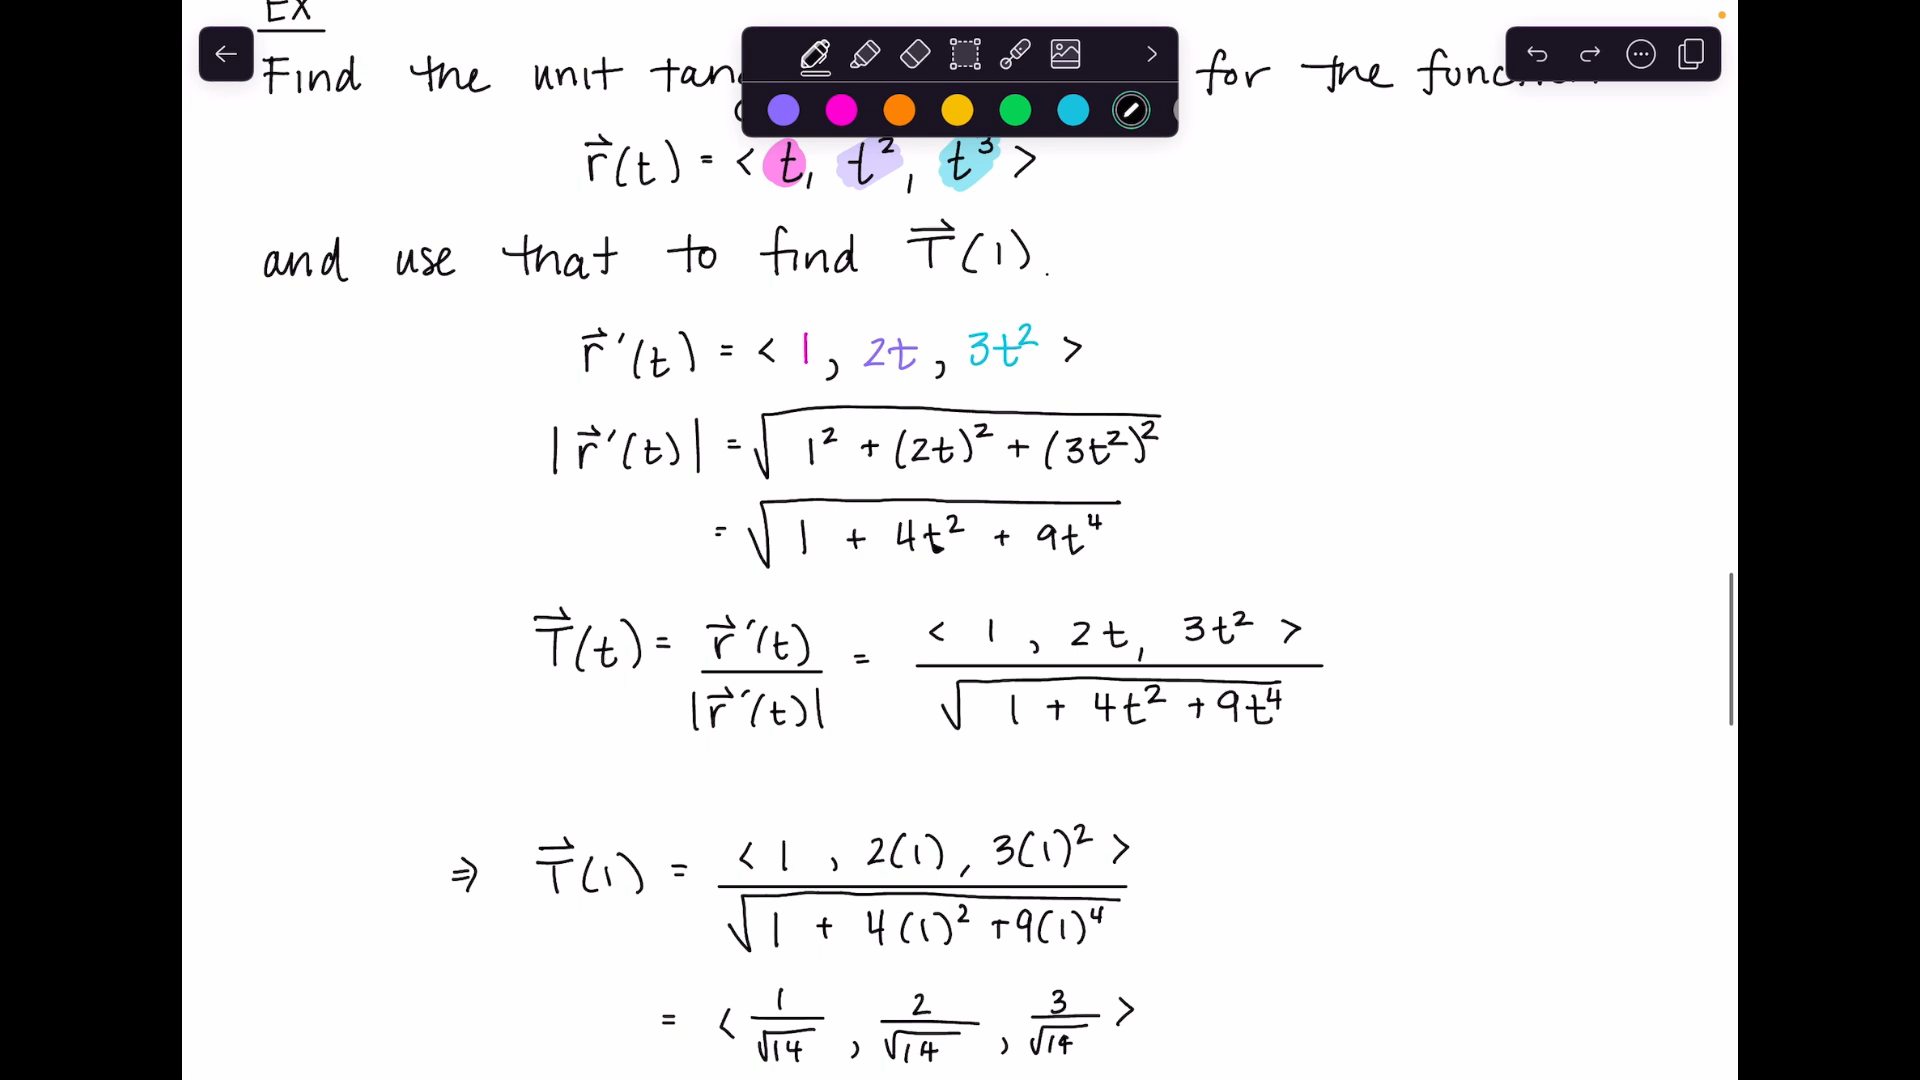 Ex
Find the unit tan for the func
r⃗(t) = < t, t², t³ >
and use that to find T⃗(1).
r⃗'(t) = < 1, 2t, 3t² >
|r⃗'(t)| = √(1² + (2t)² + (3t²)²)
= √(1 + 4t² + 9t⁴)
T⃗(t) = r⃗'(t) / |r⃗'(t)| = < 1, 2t, 3t² > / √(1 + 4t² + 9t⁴)
⇒ T⃗(1) = < 1, 2(1), 3(1)² > / √(1 + 4(1)² + 9(1)⁴)
= < 1/√14, 2/√14, 3/√14 >